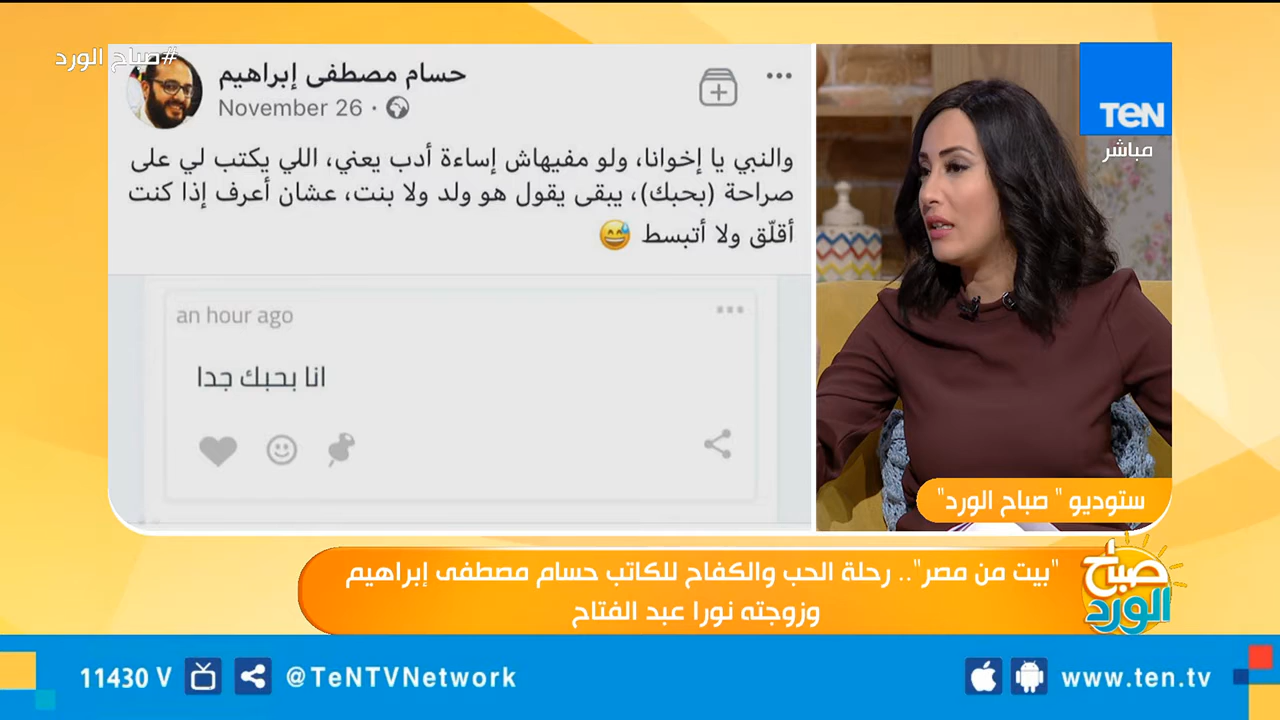 #صباح الورد
TEN
مباشر
حسام مصطفى إبراهيم
November 26 ·
والنبي يا إخوانا، ولو مفيهاش إساءة أدب يعني، اللي يكتب لي على
صراحة (بحبك)، يبقى يقول هو ولد ولا بنت، عشان أعرف إذا كنت
أقلّق ولا أتبسط 😅
an hour ago
انا بحبك جدا
ستوديو " صباح الورد"
"بيت من مصر".. رحلة الحب والكفاح للكاتب حسام مصطفى إبراهيم
وزوجته نورا عبد الفتاح
صباح
الورد
11430 V
@TeNTVNetwork
www.ten.tv